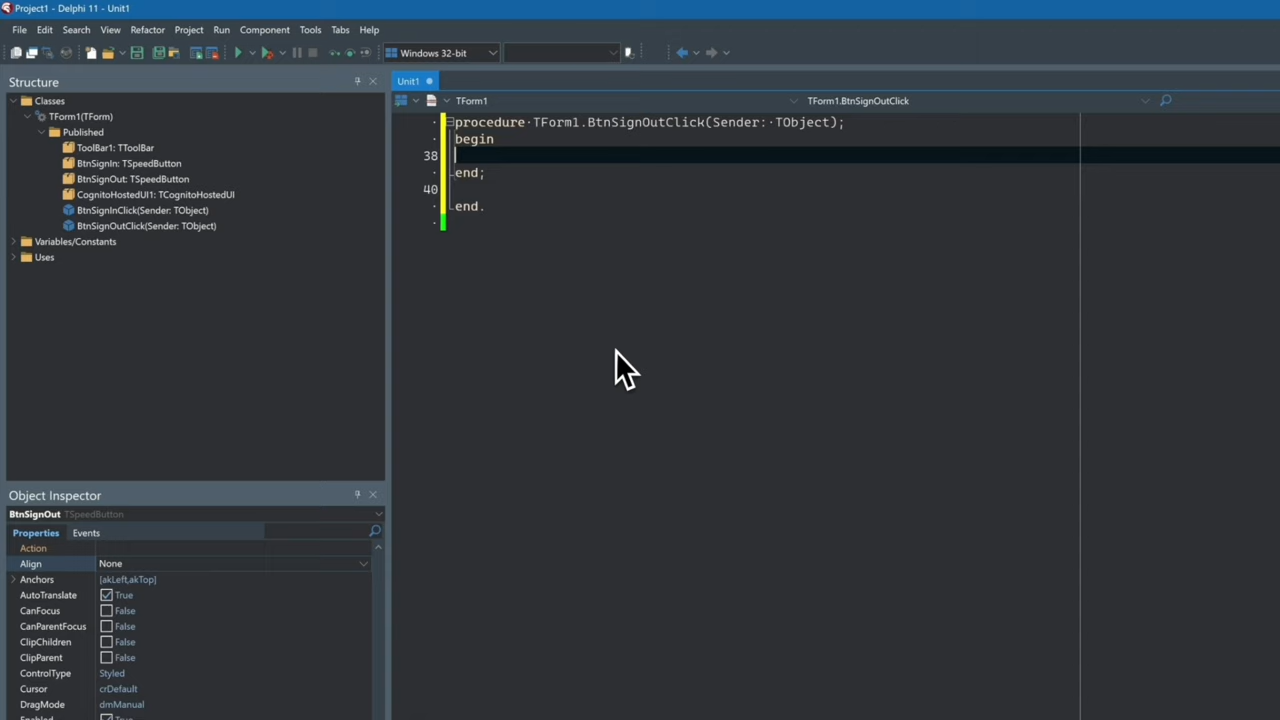 Project1 - Delphi 11 - Unit1
File Edit Search View Refactor Project Run Component Tools Tabs Help
Windows 32-bit
Structure
Classes
TForm1(TForm)
Published
ToolBar1: TToolBar
BtnSignIn: TSpeedButton
BtnSignOut: TSpeedButton
CognitoHostedUI1: TCognitoHostedUI
BtnSignInClick(Sender: TObject)
BtnSignOutClick(Sender: TObject)
Variables/Constants
Uses
Unit1
TForm1 TForm1.BtnSignOutClick
procedure TForm1.BtnSignOutClick(Sender: TObject);
begin
38
end;
40
end.
Object Inspector
BtnSignOut TSpeedButton
Properties Events
Action
Align None
Anchors [akLeft,akTop]
AutoTranslate True
CanFocus False
CanParentFocus False
ClipChildren False
ClipParent False
ControlType Styled
Cursor crDefault
DragMode dmManual
Enabled True